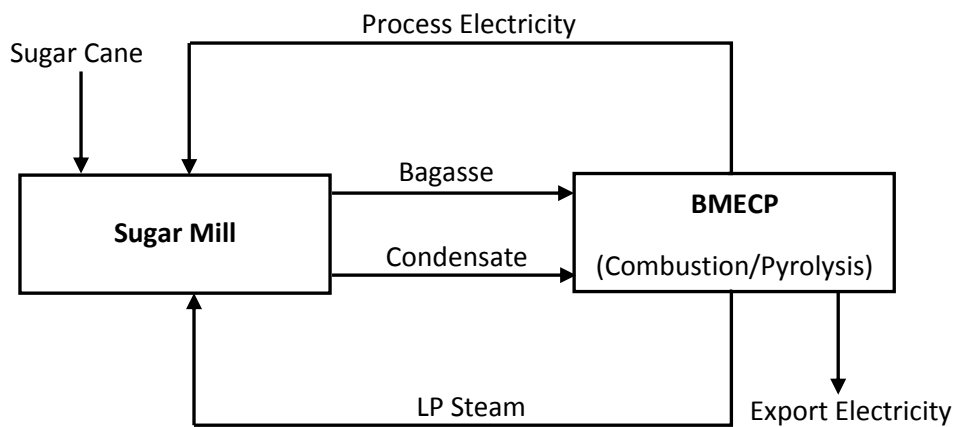 Process Electricity
Sugar Cane
Bagasse
BMECP
Sugar Mill
Condensate
(Combustion/Pyrolysis)
LP Steam
Export Electricity